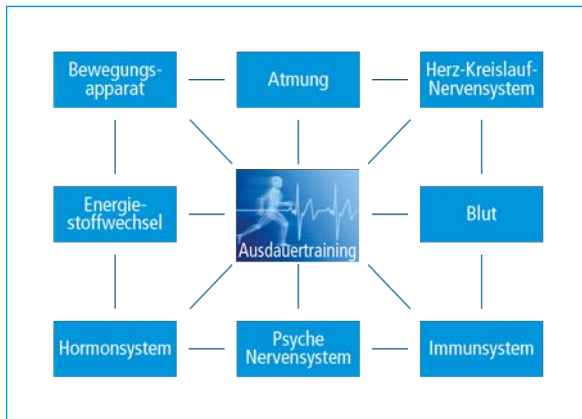 Bewegungs-
apparat
Atmung
Herz-Kreislauf-
Nervensystem
Energie-
stoffwechsel
Ausdauertraining
Blut
Hormonsystem
Psyche
Nervensystem
Immunsystem